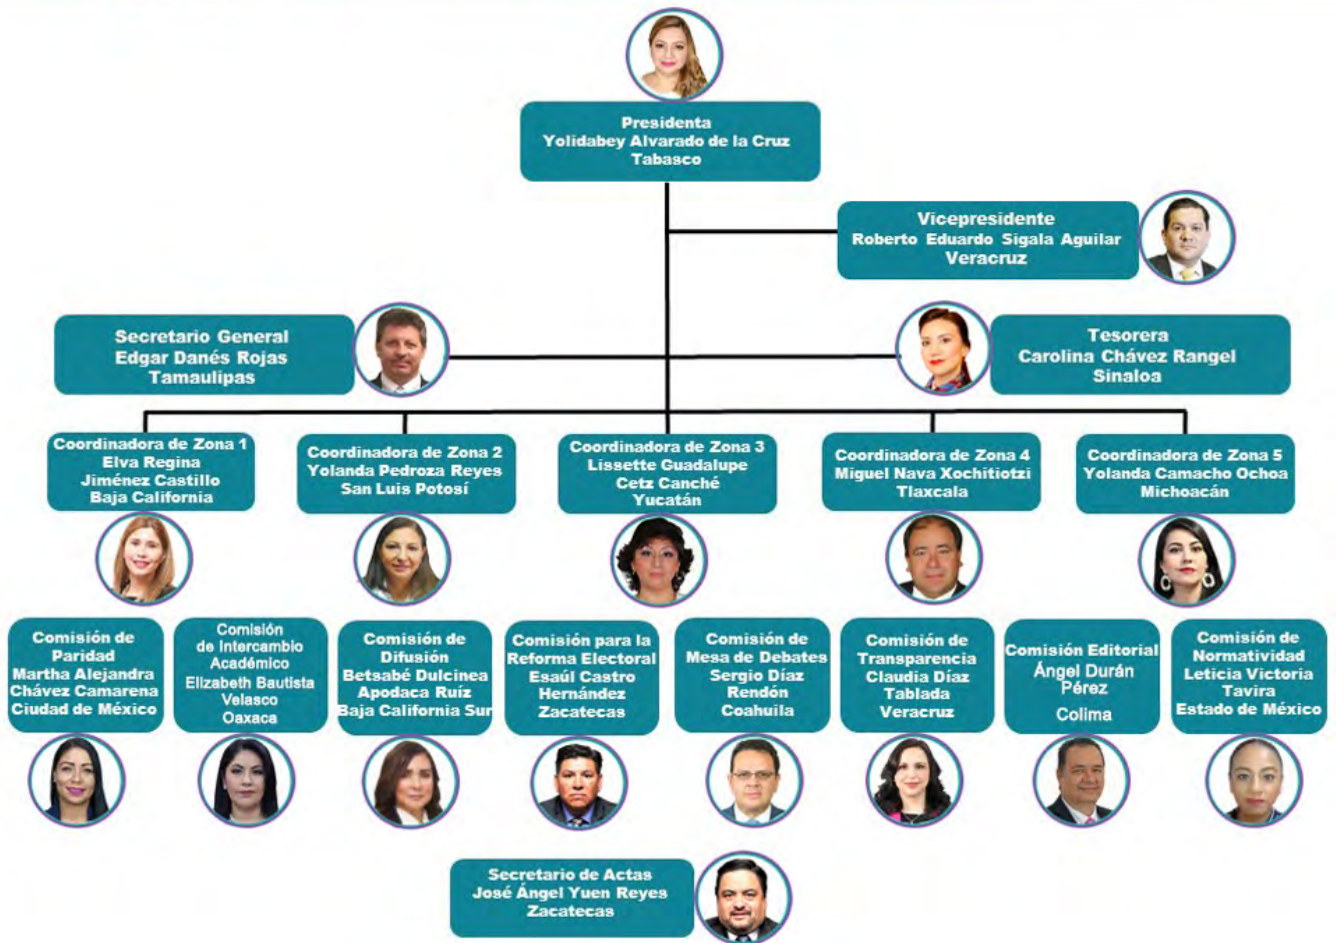 Presidenta
Yolidabey Alvarado de la Cruz
Tabasco
Vicepresidente
Roberto Eduardo Sigala Aguilar
Veracruz
Secretario General
Edgar Danés Rojas
Tamaulipas
Tesorera
Carolina Chávez Rangel
Sinaloa
Coordinadora de Zona 1
Elva Regina
Jiménez Castillo
Baja California
Coordinadora de Zona 2
Yolanda Pedroza Reyes
San Luis Potosí
Coordinadora de Zona 3
Lissette Guadalupe
Cetz Canché
Yucatán
Coordinadora de Zona 4
Miguel Nava Xochitiotzi
Tlaxcala
Coordinadora de Zona 5
Yolanda Camacho Ochoa
Michoacán
Comisión de
Paridad
Martha Alejandra
Chávez Camarena
Ciudad de México
Comisión
de Intercambio
Académico
Elizabeth Bautista
Velasco
Oaxaca
Comisión de
Difusión
Betsabé Dulcinea
Apodaca Ruíz
Baja California Sur
Comisión para la
Reforma Electoral
Esaúl Castro
Hernández
Zacatecas
Comisión de
Mesa de Debates
Sergio Díaz
Rendón
Coahuila
Comisión de
Transparencia
Claudia Díaz
Tablada
Veracruz
Comisión Editorial
Ángel Durán
Pérez
Colima
Comisión de
Normatividad
Leticia Victoria
Tavira
Estado de México
Secretario de Actas
José Ángel Yuen Reyes
Zacatecas